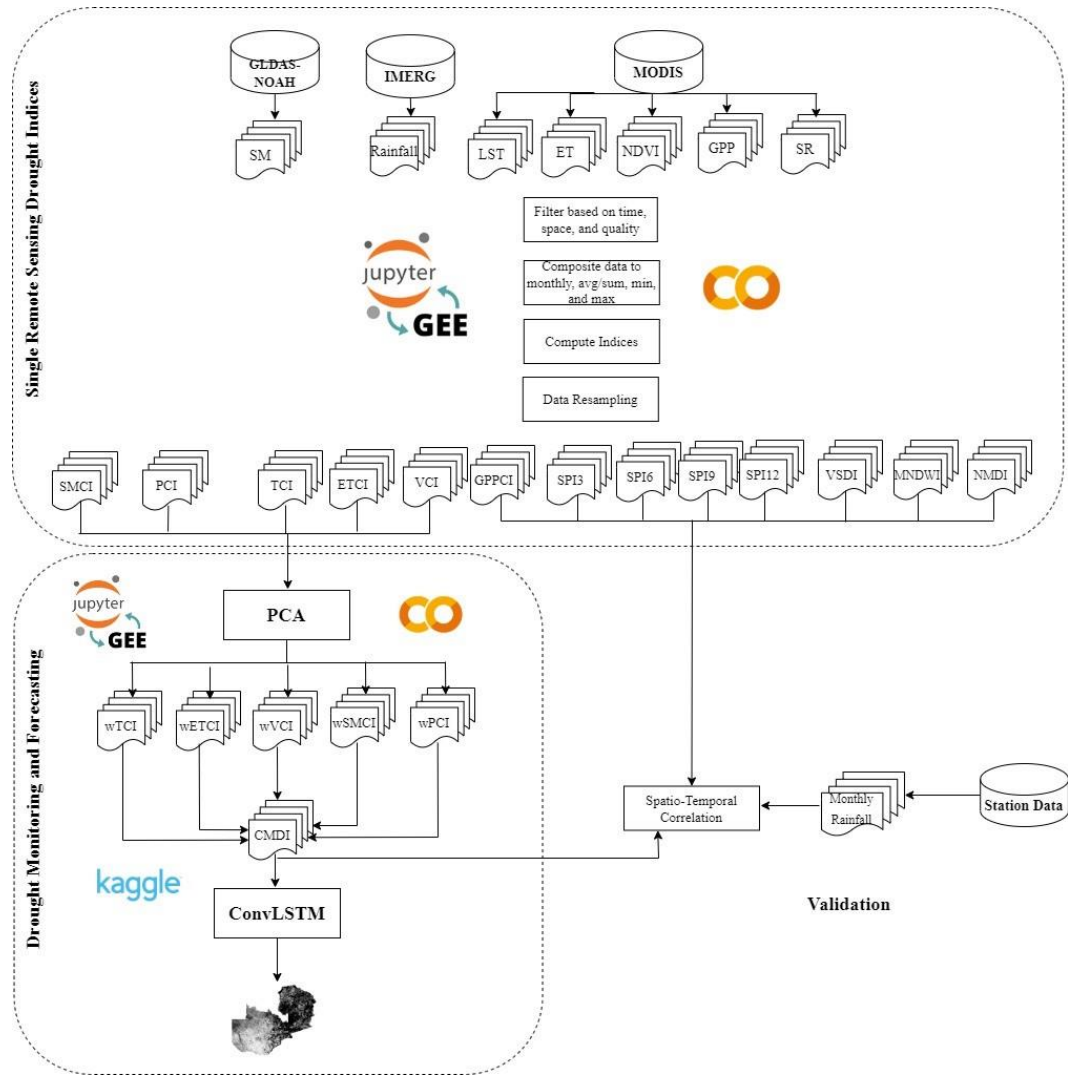 Single Remote Sensing Drought Indices
GLDAS-
NOAH
IMERG
MODIS
SM
Rainfall
LST
ET
NDVI
GPP
SR
Filter based on time,
space, and quality
Composite data to
monthly, avg/sum, min,
and max
Compute Indices
Data Resampling
jupyter
GEE
CO
SMCI
PCI
TCI
ETCI
VCI
GPPCI
SPI3
SPI6
SPI9
SPI12
VSDI
MNDWI
NMDI
Drought Monitoring and Forecasting
jupyter
GEE
CO
PCA
wTCI
wETCI
wVCI
wSMCI
wPCI
CMDI
kaggle
ConvLSTM
Spatio-Temporal
Correlation
Monthly
Rainfall
Station Data
Validation